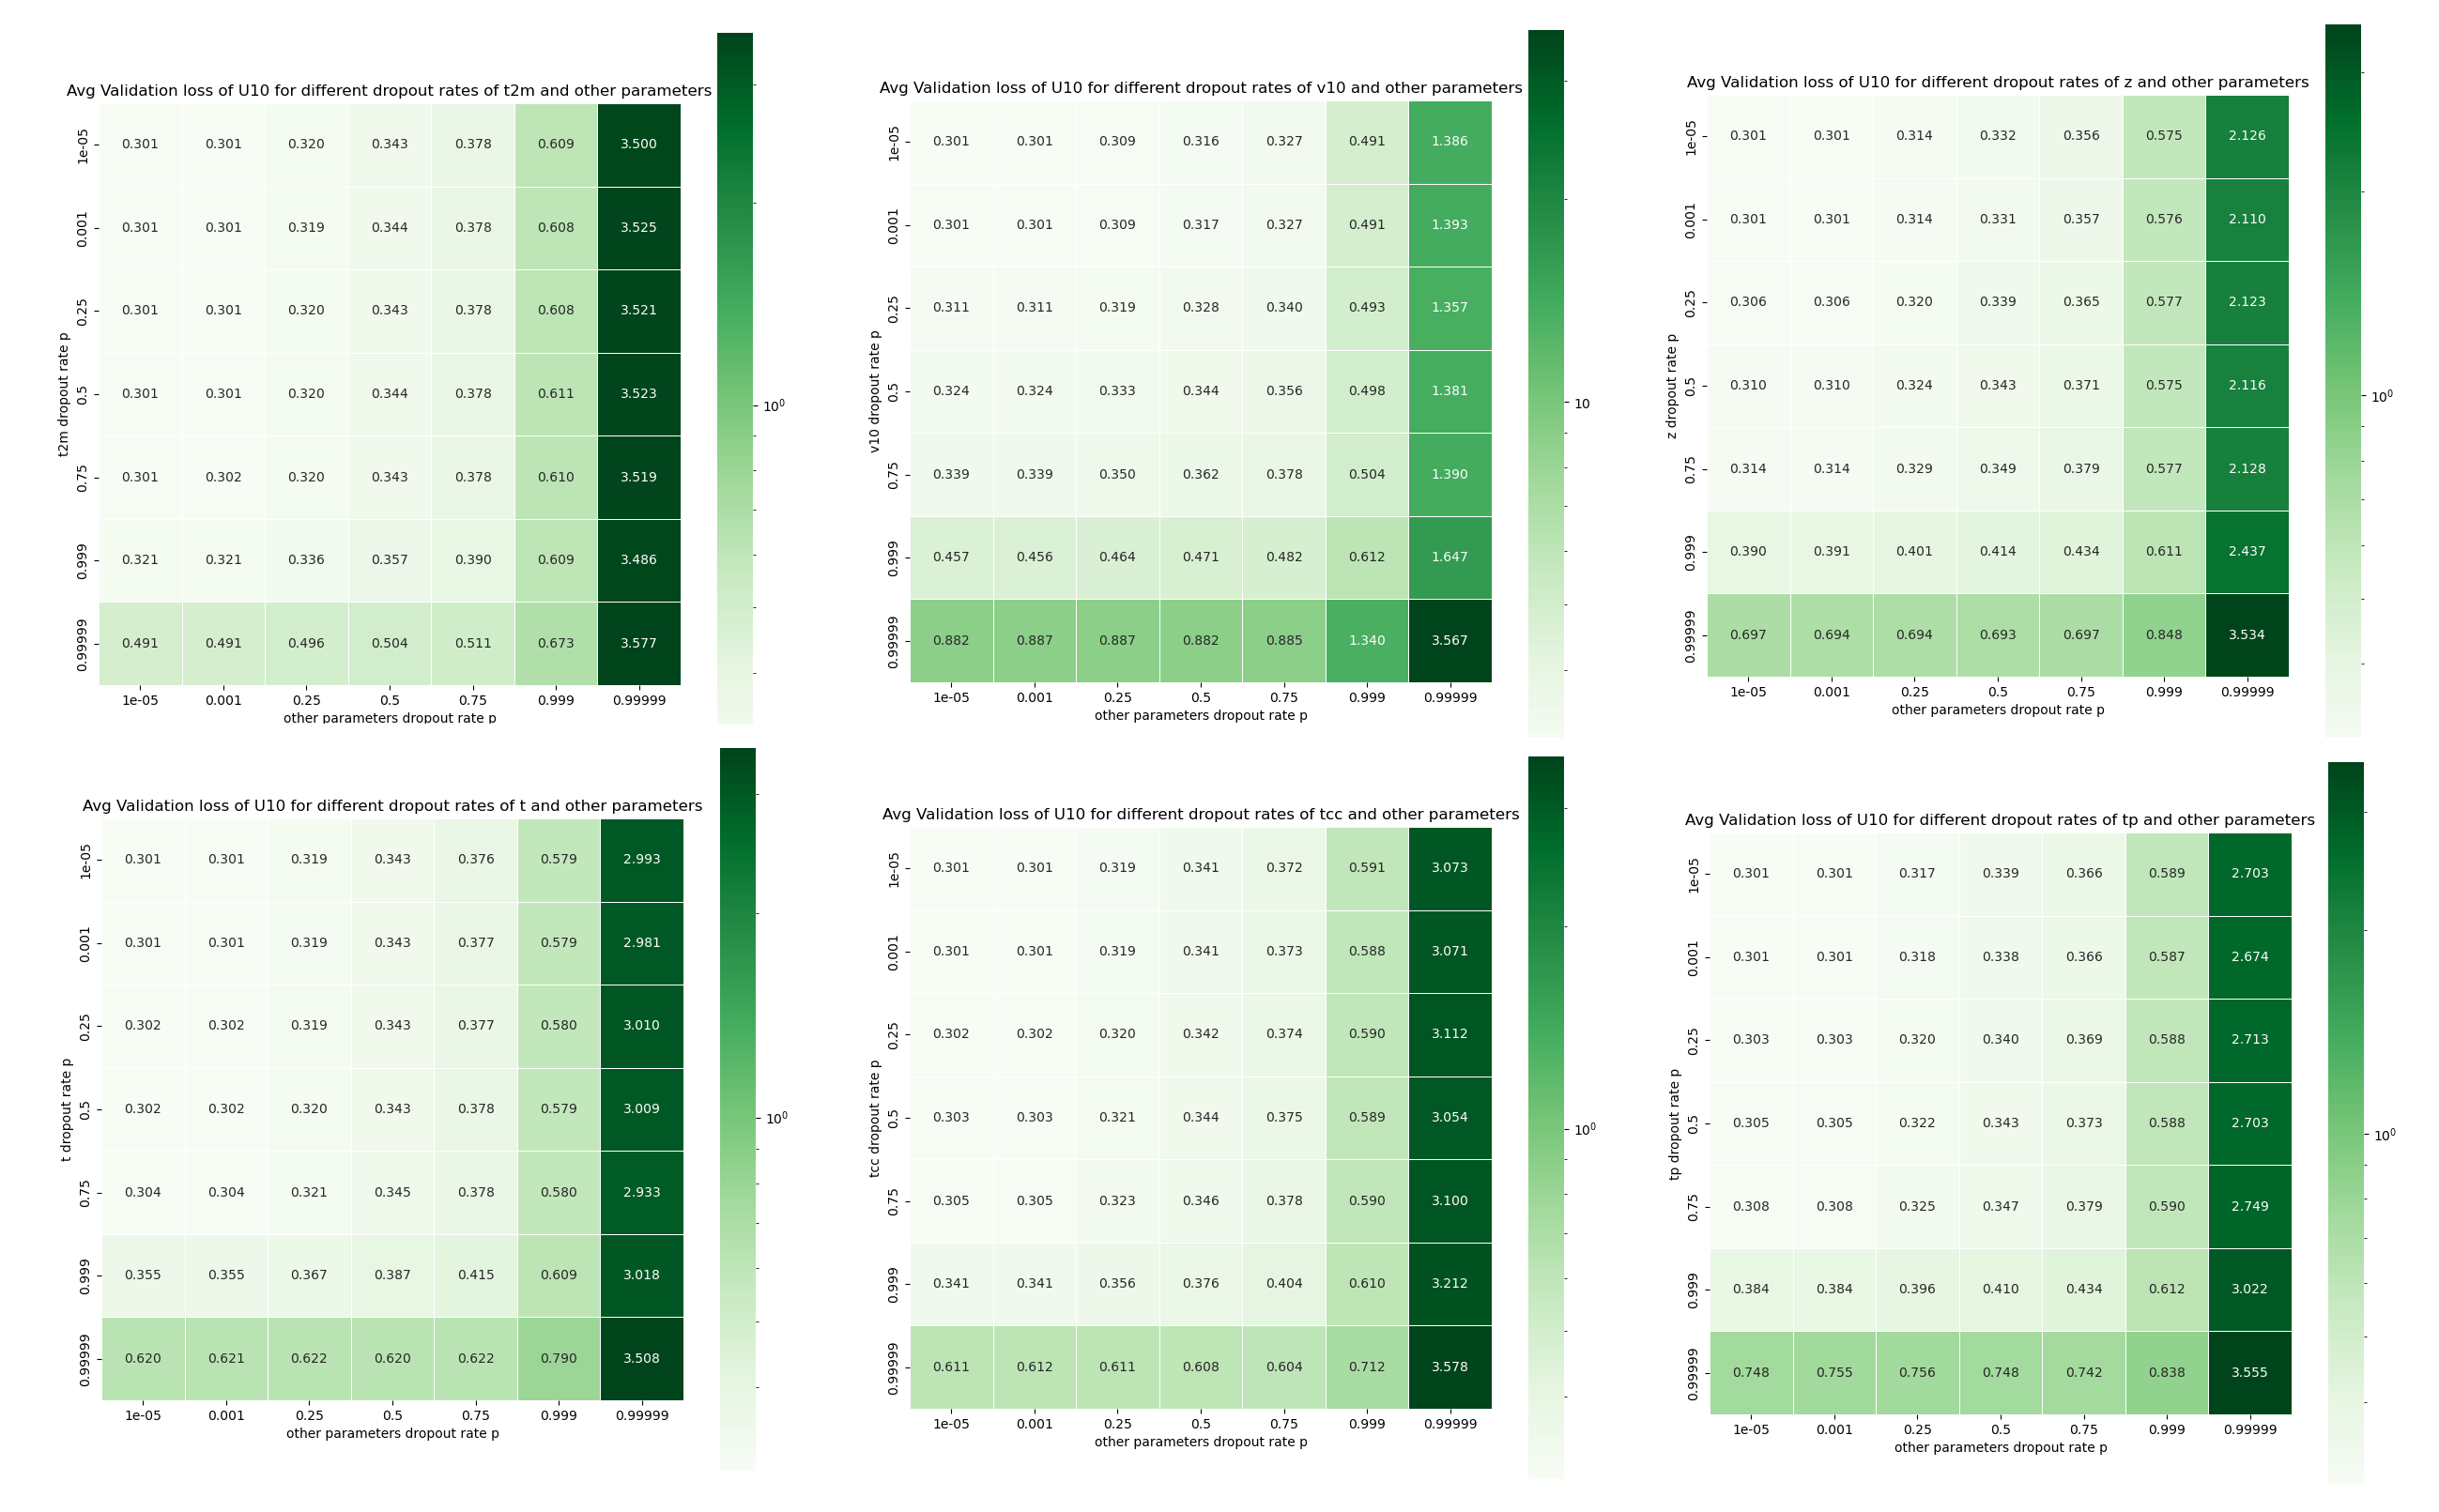 Avg Validation loss of U10 for different dropout rates of t2m and other parameters
t2m dropout rate p
1e-05 0.301 0.301 0.320 0.343 0.378 0.609 3.500
0.001 0.301 0.301 0.319 0.344 0.378 0.608 3.525
0.25 0.301 0.301 0.320 0.343 0.378 0.608 3.521
0.5 0.301 0.301 0.320 0.344 0.378 0.611 3.523
0.75 0.301 0.302 0.320 0.343 0.378 0.610 3.519
0.999 0.321 0.321 0.336 0.357 0.390 0.609 3.486
0.99999 0.491 0.491 0.496 0.504 0.511 0.673 3.577
1e-05 0.001 0.25 0.5 0.75 0.999 0.99999
other parameters dropout rate p
10⁰
Avg Validation loss of U10 for different dropout rates of v10 and other parameters
v10 dropout rate p
1e-05 0.301 0.301 0.309 0.316 0.327 0.491 1.386
0.001 0.301 0.301 0.309 0.317 0.327 0.491 1.393
0.25 0.311 0.311 0.319 0.328 0.340 0.493 1.357
0.5 0.324 0.324 0.333 0.344 0.356 0.498 1.381
0.75 0.339 0.339 0.350 0.362 0.378 0.504 1.390
0.999 0.457 0.456 0.464 0.471 0.482 0.612 1.647
0.99999 0.882 0.887 0.887 0.882 0.885 1.340 3.567
1e-05 0.001 0.25 0.5 0.75 0.999 0.99999
other parameters dropout rate p
10
Avg Validation loss of U10 for different dropout rates of z and other parameters
z dropout rate p
1e-05 0.301 0.301 0.314 0.332 0.356 0.575 2.126
0.001 0.301 0.301 0.314 0.331 0.357 0.576 2.110
0.25 0.306 0.306 0.320 0.339 0.365 0.577 2.123
0.5 0.310 0.310 0.324 0.343 0.371 0.575 2.116
0.75 0.314 0.314 0.329 0.349 0.379 0.577 2.128
0.999 0.390 0.391 0.401 0.414 0.434 0.611 2.437
0.99999 0.697 0.694 0.694 0.693 0.697 0.848 3.534
1e-05 0.001 0.25 0.5 0.75 0.999 0.99999
other parameters dropout rate p
10⁰
Avg Validation loss of U10 for different dropout rates of t and other parameters
t dropout rate p
1e-05 0.301 0.301 0.319 0.343 0.376 0.579 2.993
0.001 0.301 0.301 0.319 0.343 0.377 0.579 2.981
0.25 0.302 0.302 0.319 0.343 0.377 0.580 3.010
0.5 0.302 0.302 0.320 0.343 0.378 0.579 3.009
0.75 0.304 0.304 0.321 0.345 0.378 0.580 2.933
0.999 0.355 0.355 0.367 0.387 0.415 0.609 3.018
0.99999 0.620 0.621 0.622 0.620 0.622 0.790 3.508
1e-05 0.001 0.25 0.5 0.75 0.999 0.99999
other parameters dropout rate p
10⁰
Avg Validation loss of U10 for different dropout rates of tcc and other parameters
tcc dropout rate p
1e-05 0.301 0.301 0.319 0.341 0.372 0.591 3.073
0.001 0.301 0.301 0.319 0.341 0.373 0.588 3.071
0.25 0.302 0.302 0.320 0.342 0.374 0.590 3.112
0.5 0.303 0.303 0.321 0.344 0.375 0.589 3.054
0.75 0.305 0.305 0.323 0.346 0.378 0.590 3.100
0.999 0.341 0.341 0.356 0.376 0.404 0.610 3.212
0.99999 0.611 0.612 0.611 0.608 0.604 0.712 3.578
1e-05 0.001 0.25 0.5 0.75 0.999 0.99999
other parameters dropout rate p
10⁰
Avg Validation loss of U10 for different dropout rates of tp and other parameters
tp dropout rate p
1e-05 0.301 0.301 0.317 0.339 0.366 0.589 2.703
0.001 0.301 0.301 0.318 0.338 0.366 0.587 2.674
0.25 0.303 0.303 0.320 0.340 0.369 0.588 2.713
0.5 0.305 0.305 0.322 0.343 0.373 0.588 2.703
0.75 0.308 0.308 0.325 0.347 0.379 0.590 2.749
0.999 0.384 0.384 0.396 0.410 0.434 0.612 3.022
0.99999 0.748 0.755 0.756 0.748 0.742 0.838 3.555
1e-05 0.001 0.25 0.5 0.75 0.999 0.99999
other parameters dropout rate p
10⁰